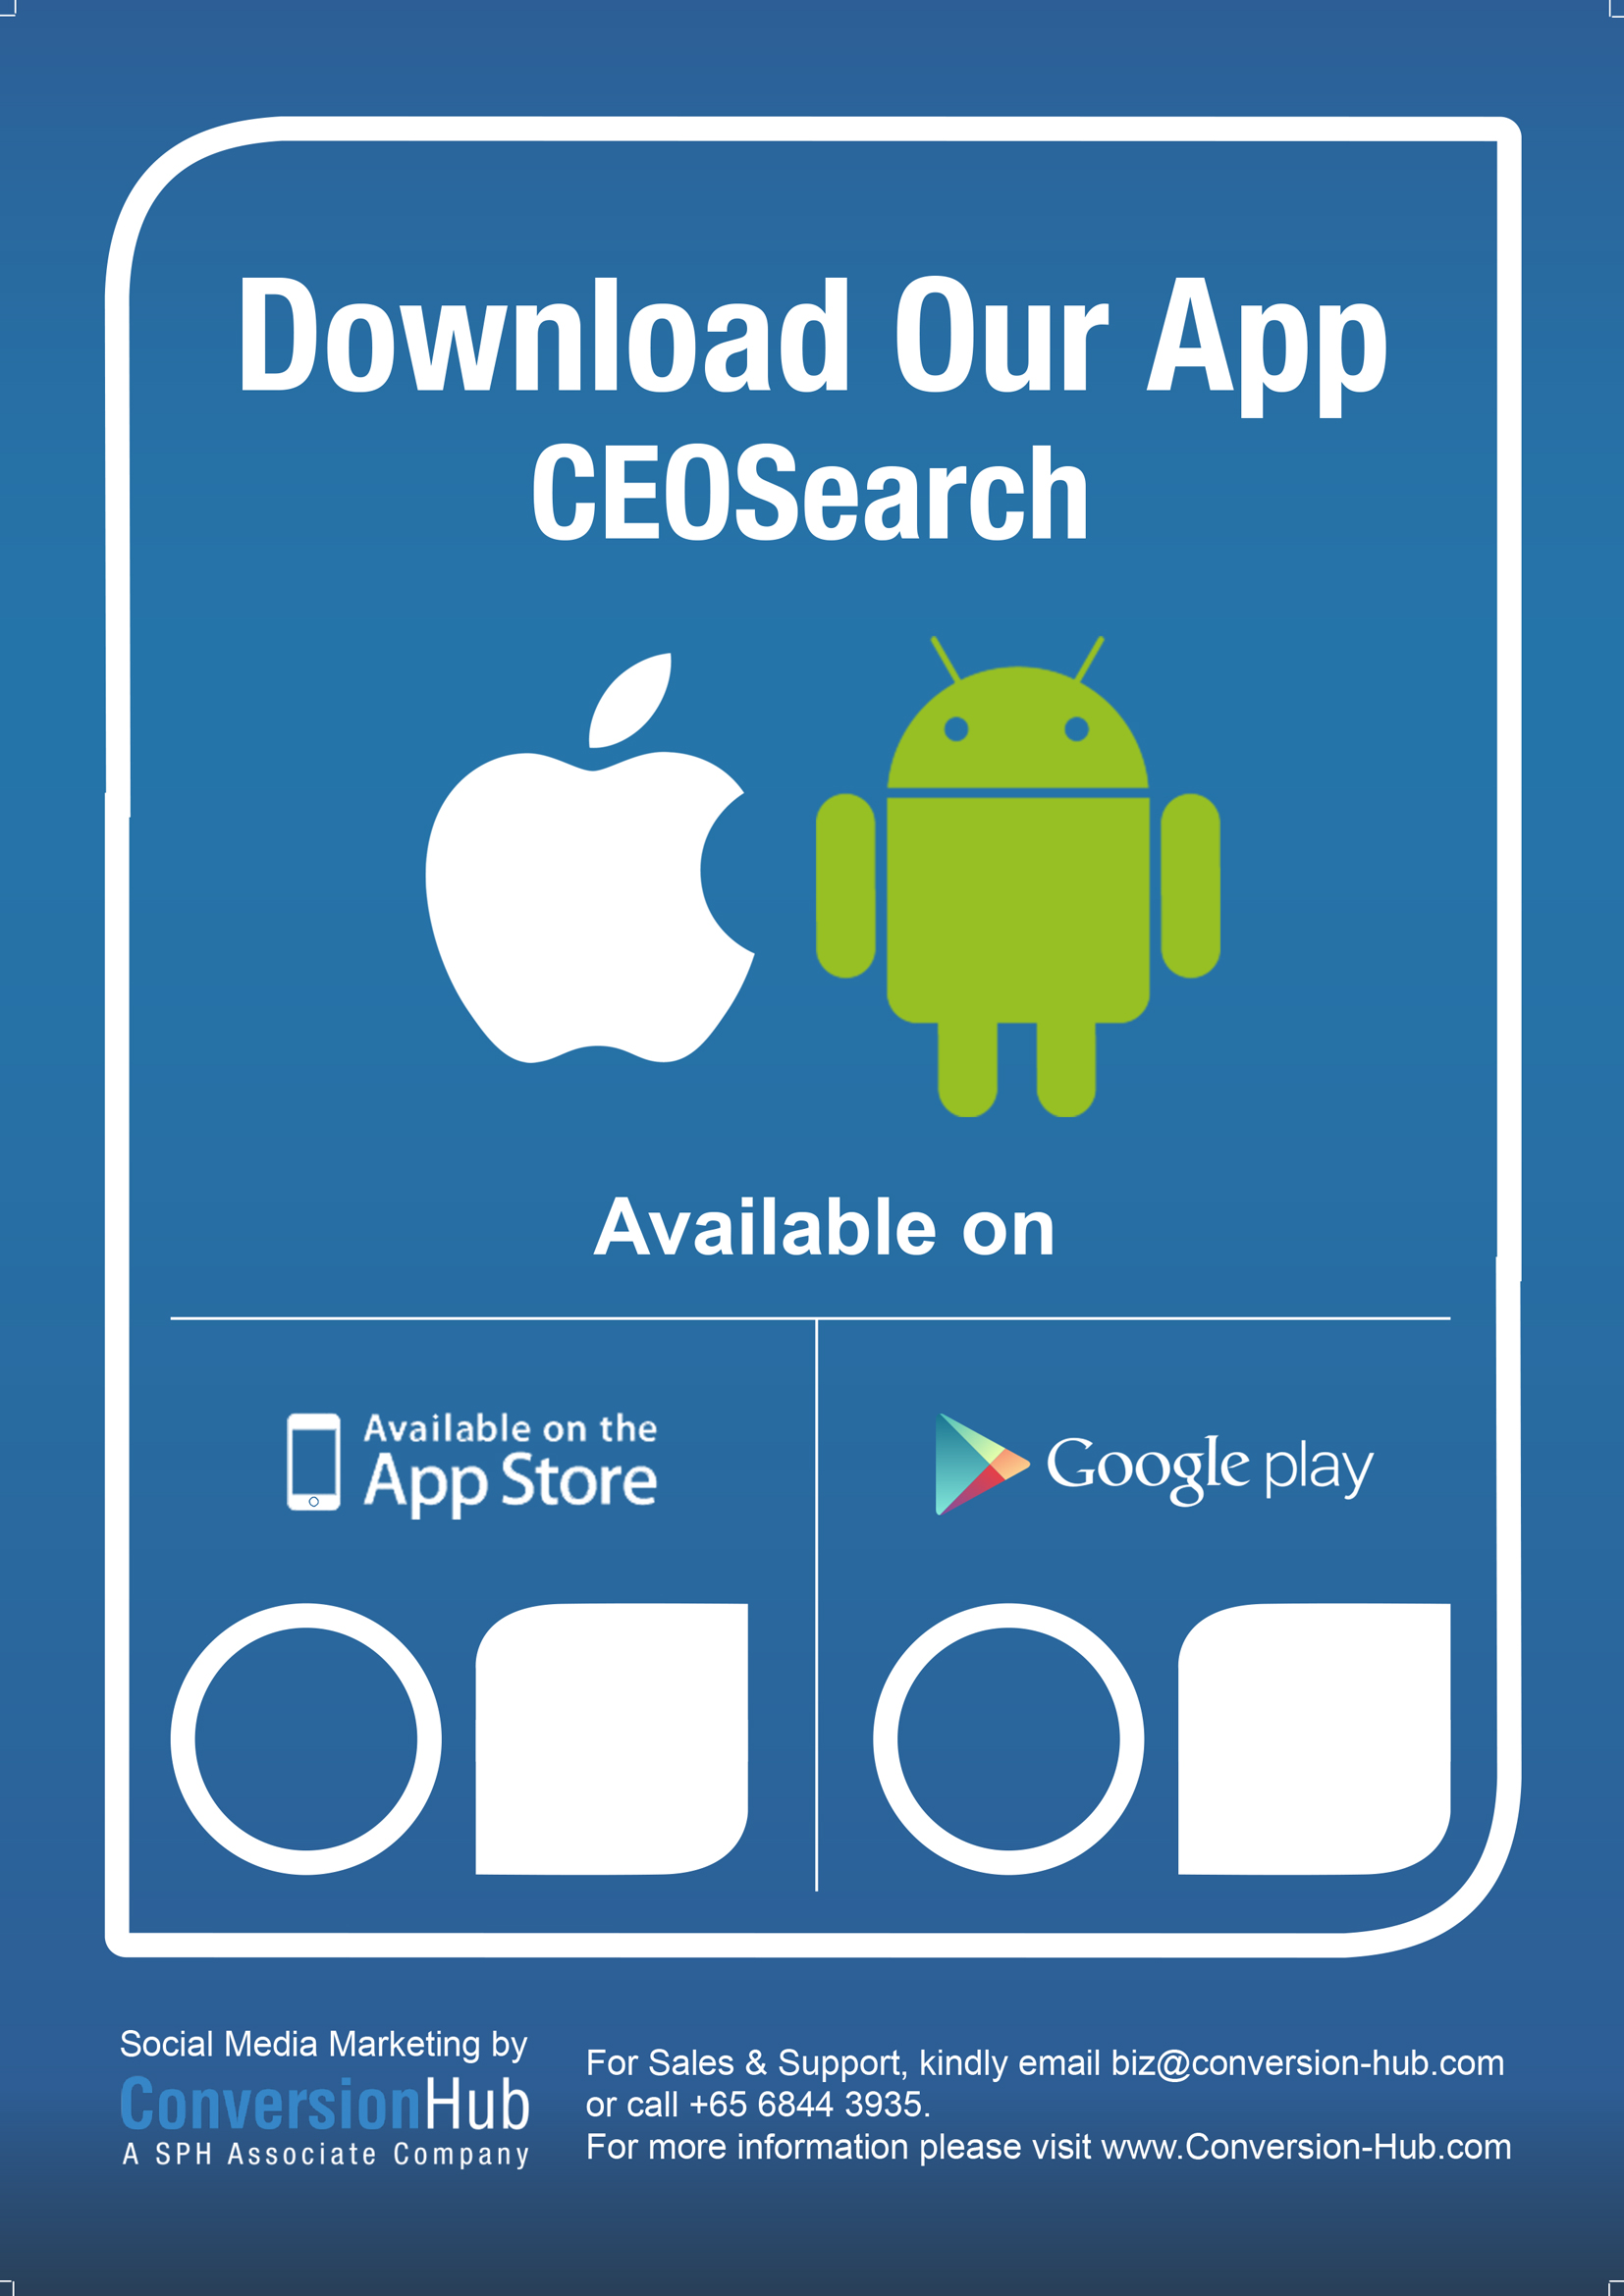 Download Our App
CEOSearch
Available on
Available on the
App Store
Google play
Social Media Marketing by
ConversionHub
A SPH Associate Company
For Sales & Support, kindly email biz@conversion-hub.com
or call +65 6844 3935.
For more information please visit www.Conversion-Hub.com